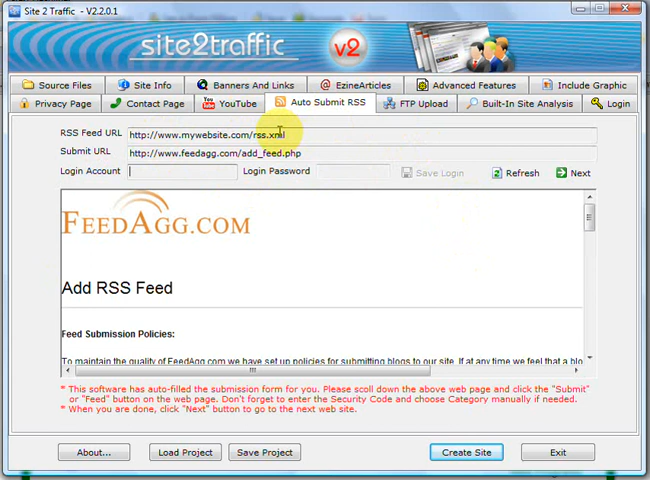 Site 2 Traffic - V2.2.0.1
site2traffic v2
Source Files Site Info Banners And Links EzineArticles Advanced Features Include Graphic
Privacy Page Contact Page YouTube Auto Submit RSS FTP Upload Built-In Site Analysis Login
RSS Feed URL http://www.mywebsite.com/rss.xml
Submit URL http://www.feedagg.com/add_feed.php
Login Account Login Password Save Login Refresh Next
FEEDAGG.COM
Add RSS Feed
Feed Submission Policies:
To maintain the quality of FeedAgg.com we have set up policies for submitting blogs to our site. If at any time we feel that a blo
* This software has auto-filled the submission form for you. Please scoll down the above web page and click the "Submit"
or "Feed" button on the web page. Don't forget to enter the Security Code and choose Category manually if needed.
* When you are done, click "Next" button to go to the next web site.
About... Load Project Save Project Create Site Exit